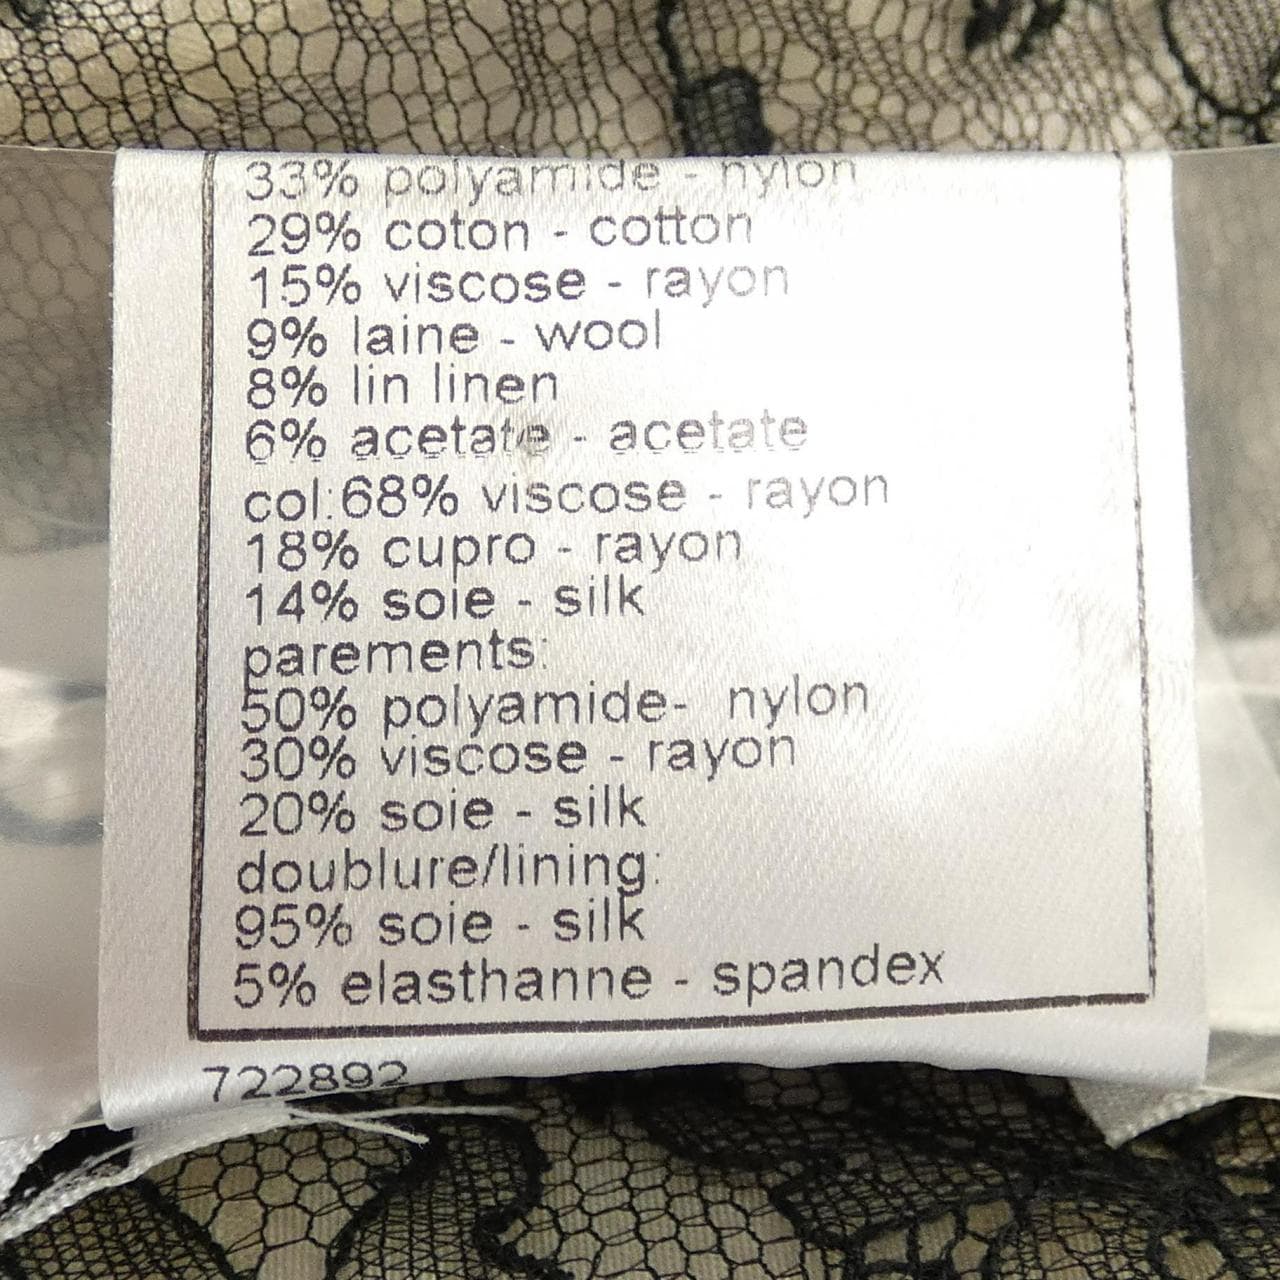 33% polyamide - nylon
29% coton - cotton
15% viscose - rayon
9% laine - wool
8% lin linen
6% acetate - acetate
col:68% viscose - rayon
18% cupro - rayon
14% soie - silk
parements:
50% polyamide-  nylon
30% viscose - rayon
20% soie - silk
doublure/lining:
95% soie - silk
5% elasthanne - spandex
722892